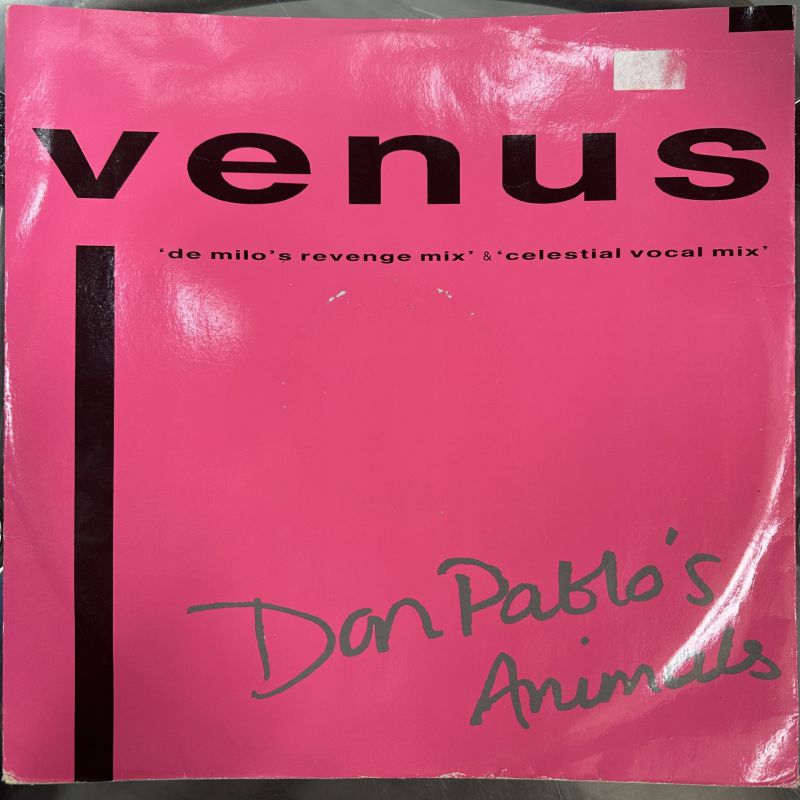 venus
'de milo's revenge mix' & 'celestial vocal mix'
Don Pablo's
Animals